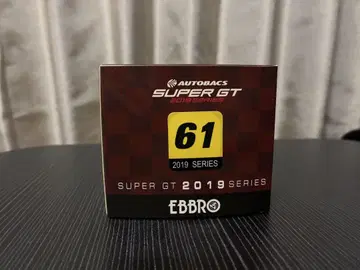 AUTOBACS
SUPER GT
2019 SERIES
61
2019 SERIES
SUPER GT 2019 SERIES
EBBRO